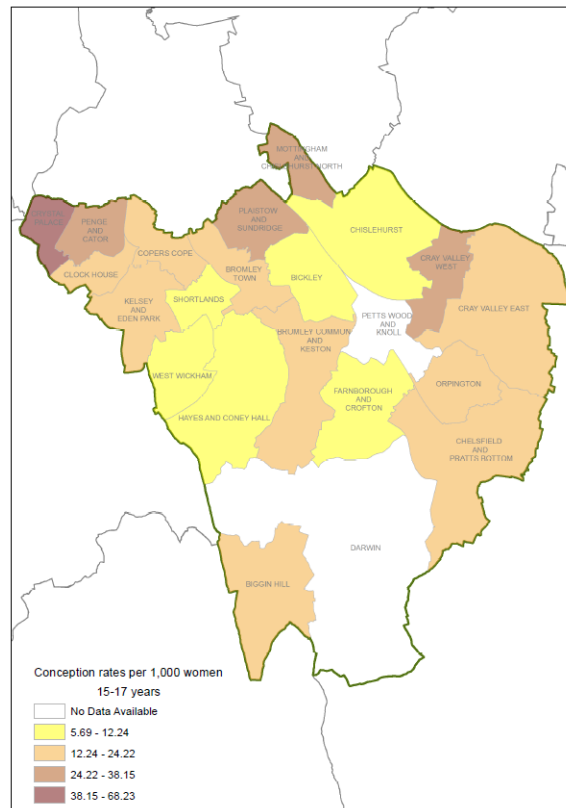 MOTTINGHAM
AND
CHISLEHURST NORTH
CRYSTAL
PALACE
PENGE
AND
CATOR
PLAISTOW
AND
SUNDRIDGE
CHISLEHURST
COPERS COPE
CRAY VALLEY
WEST
CLOCK HOUSE
BROMLEY
TOWN
BICKLEY
KELSEY
AND
EDEN PARK
SHORTLANDS
PETTS WOOD
AND
KNOLL
CRAY VALLEY EAST
BROMLEY COMMON
AND
KESTON
WEST WICKHAM
FARNBOROUGH
AND
CROFTON
ORPINGTON
HAYES AND CONEY HALL
CHELSFIELD
AND
PRATTS BOTTOM
DARWIN
BIGGIN HILL
Conception rates per 1,000 women
15-17 years
No Data Available
5.69 - 12.24
12.24 - 24.22
24.22 - 38.15
38.15 - 68.23